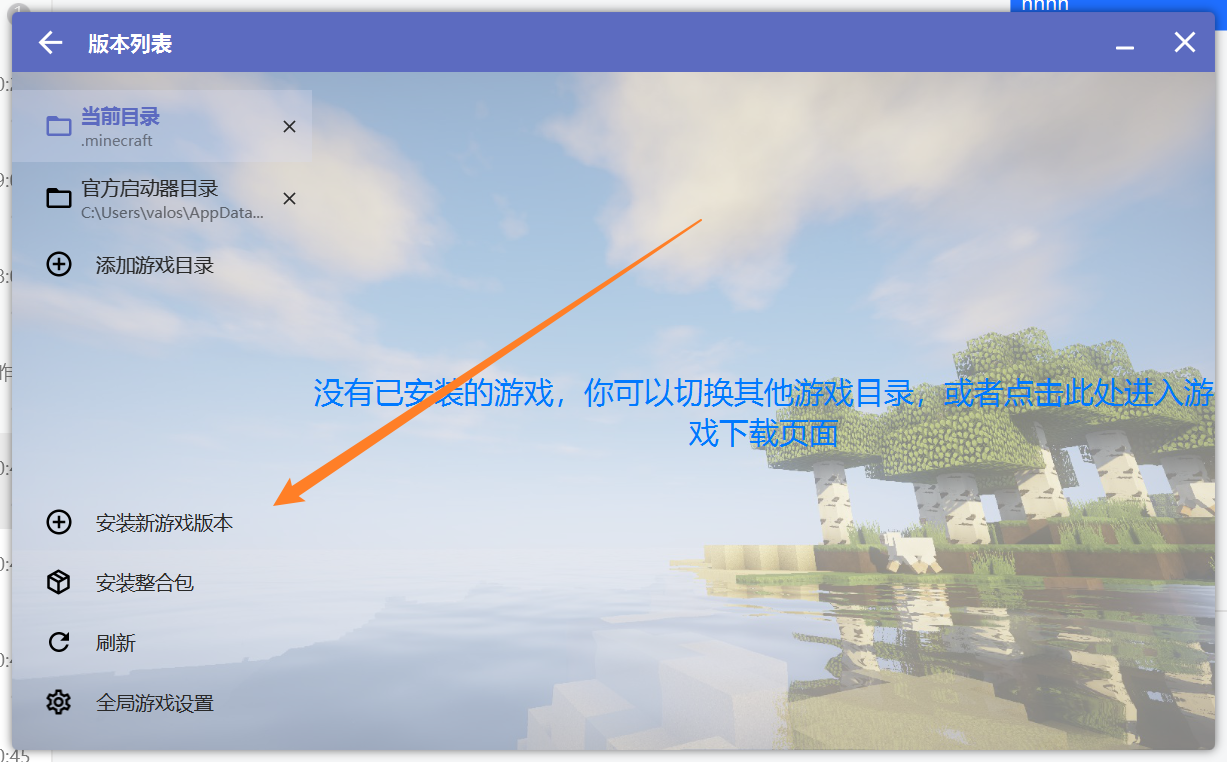 hhhh
版本列表
当前目录
.minecraft
官方启动器目录
C:\Users\valos\AppData...
添加游戏目录
没有已安装的游戏，你可以切换其他游戏目录，或者点击此处进入游
戏下载页面
安装新游戏版本
安装整合包
刷新
全局游戏设置
0:45